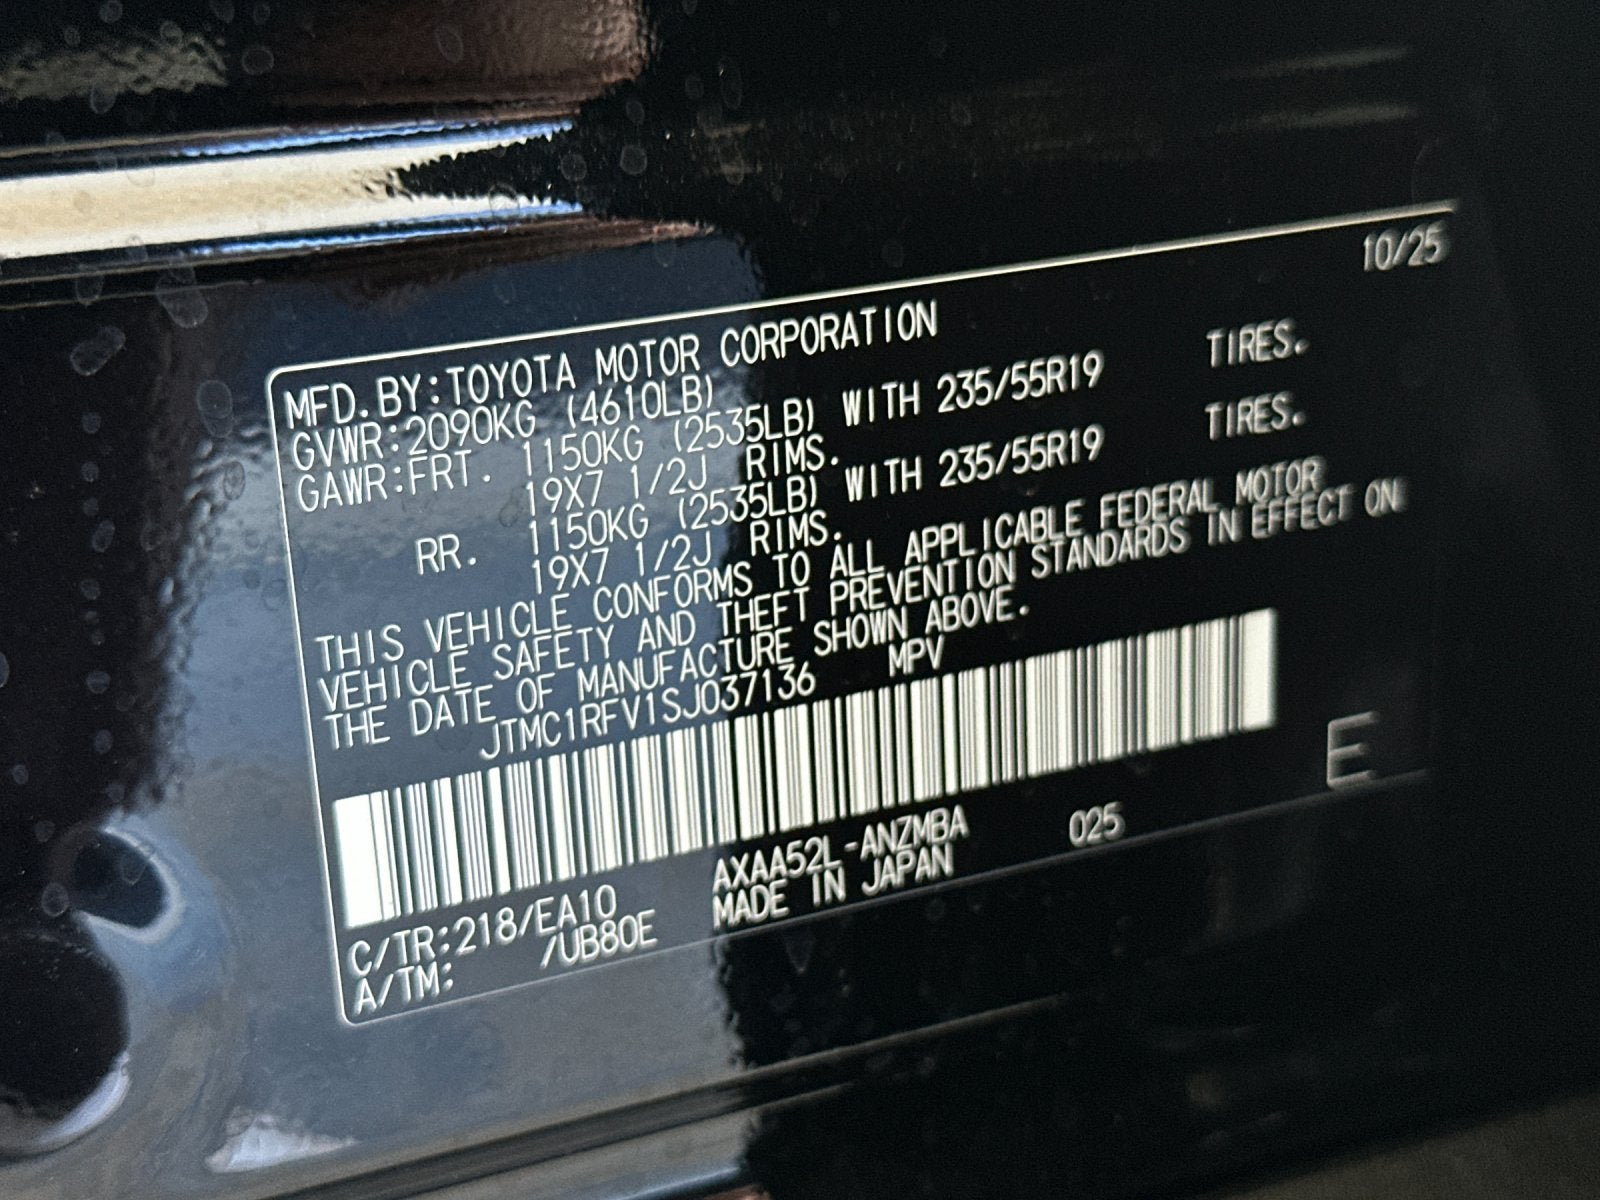 10/25
MFD.BY:TOYOTA MOTOR CORPORATION
GVWR:2090KG (4610LB)
GAWR:FRT. 1150KG (2535LB) WITH 235/55R19 TIRES.
19X7 1/2J RIMS.
RR. 1150KG (2535LB) WITH 235/55R19 TIRES.
19X7 1/2J RIMS.
THIS VEHICLE CONFORMS TO ALL APPLICABLE FEDERAL MOTOR
VEHICLE SAFETY AND THEFT PREVENTION STANDARDS IN EFFECT ON
THE DATE OF MANUFACTURE SHOWN ABOVE.
JTMC1RFV1SJ037136 MPV
E
C/TR:218/EA10 AXAA52L-ANZMBA 025
A/TM: /UB80E MADE IN JAPAN